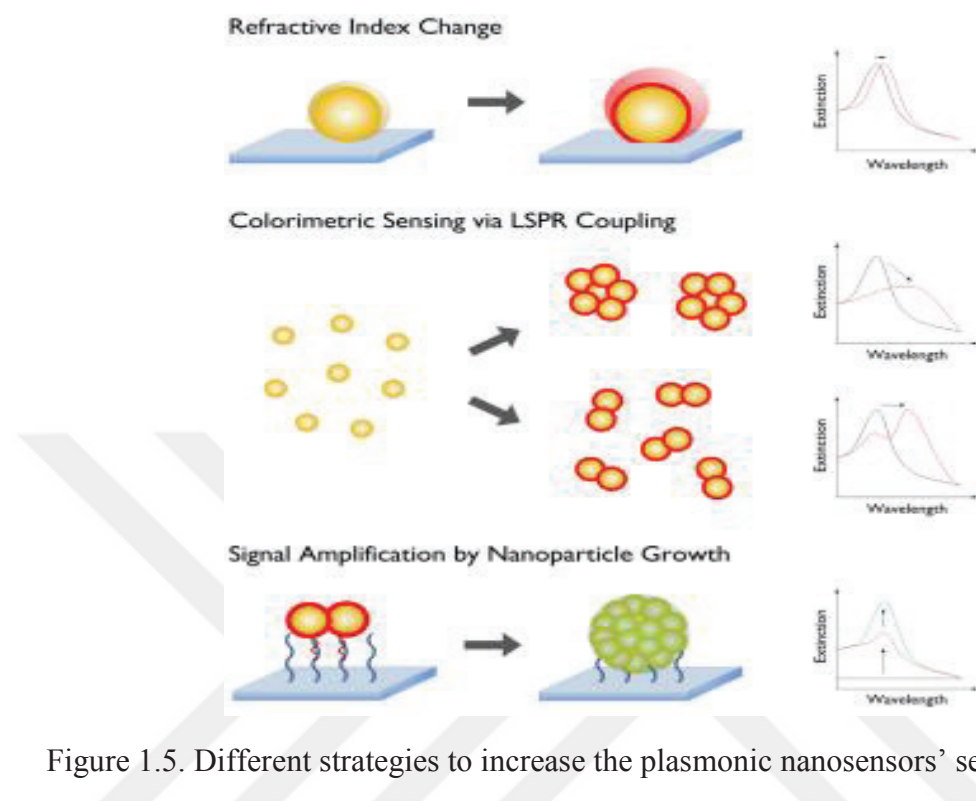 Refractive Index Change
Extinction
Wavelength
Colorimetric Sensing via LSPR Coupling
Extinction
Wavelength
Extinction
Wavelength
Signal Amplification by Nanoparticle Growth
Extinction
Wavelength
Figure 1.5. Different strategies to increase the plasmonic nanosensors’ se